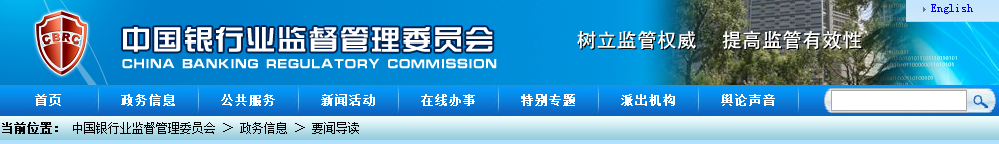 English
CBRC
中国银行业监督管理委员会
CHINA BANKING REGULATORY COMMISSION
树立监管权威 提高监管有效性
首页 政务信息 公共服务 新闻活动 在线办事 特别专题 派出机构 舆论声音
当前位置: 中国银行业监督管理委员会 > 政务信息 > 要闻导读